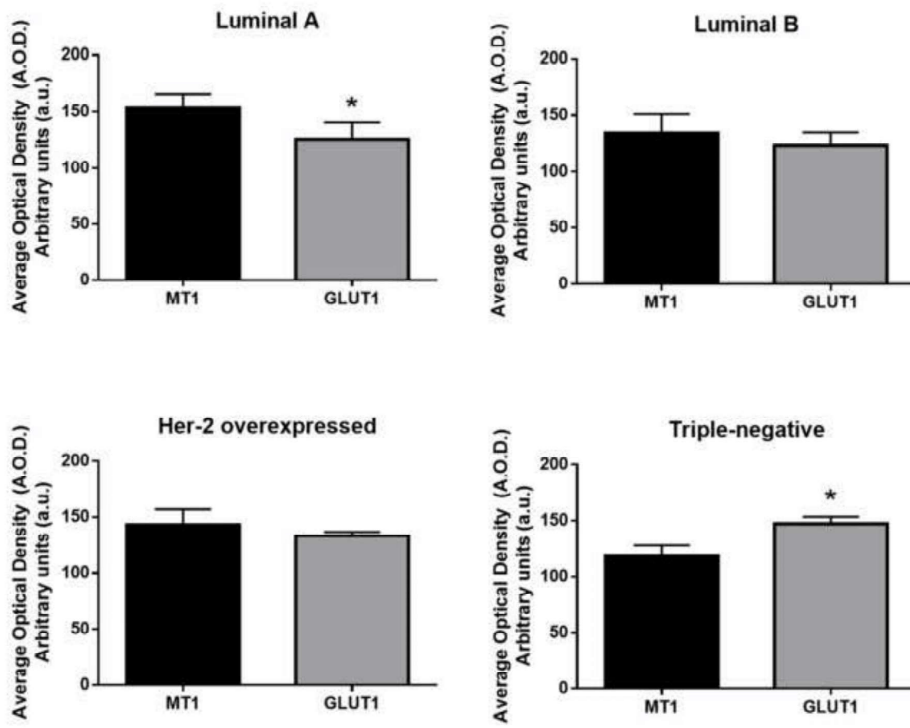 Luminal A
Average Optical Density (A.O.D.)
Arbitrary units (a.u.)
200
150
100
50
0
*
MT1
GLUT1
Luminal B
Average Optical Density (A.O.D.
Arbitrary units (a.u.)
200
150
100
50
0
MT1
GLUT1
Her-2 overexpressed
Average Optical Density (A.O.D.)
Arbitrary units (a.u.)
200
150
100
50
0
MT1
GLUT1
Triple-negative
Average Optical Density (A.O.D.)
Arbitrary units (a.u.)
200
150
100
50
0
*
MT1
GLUT1